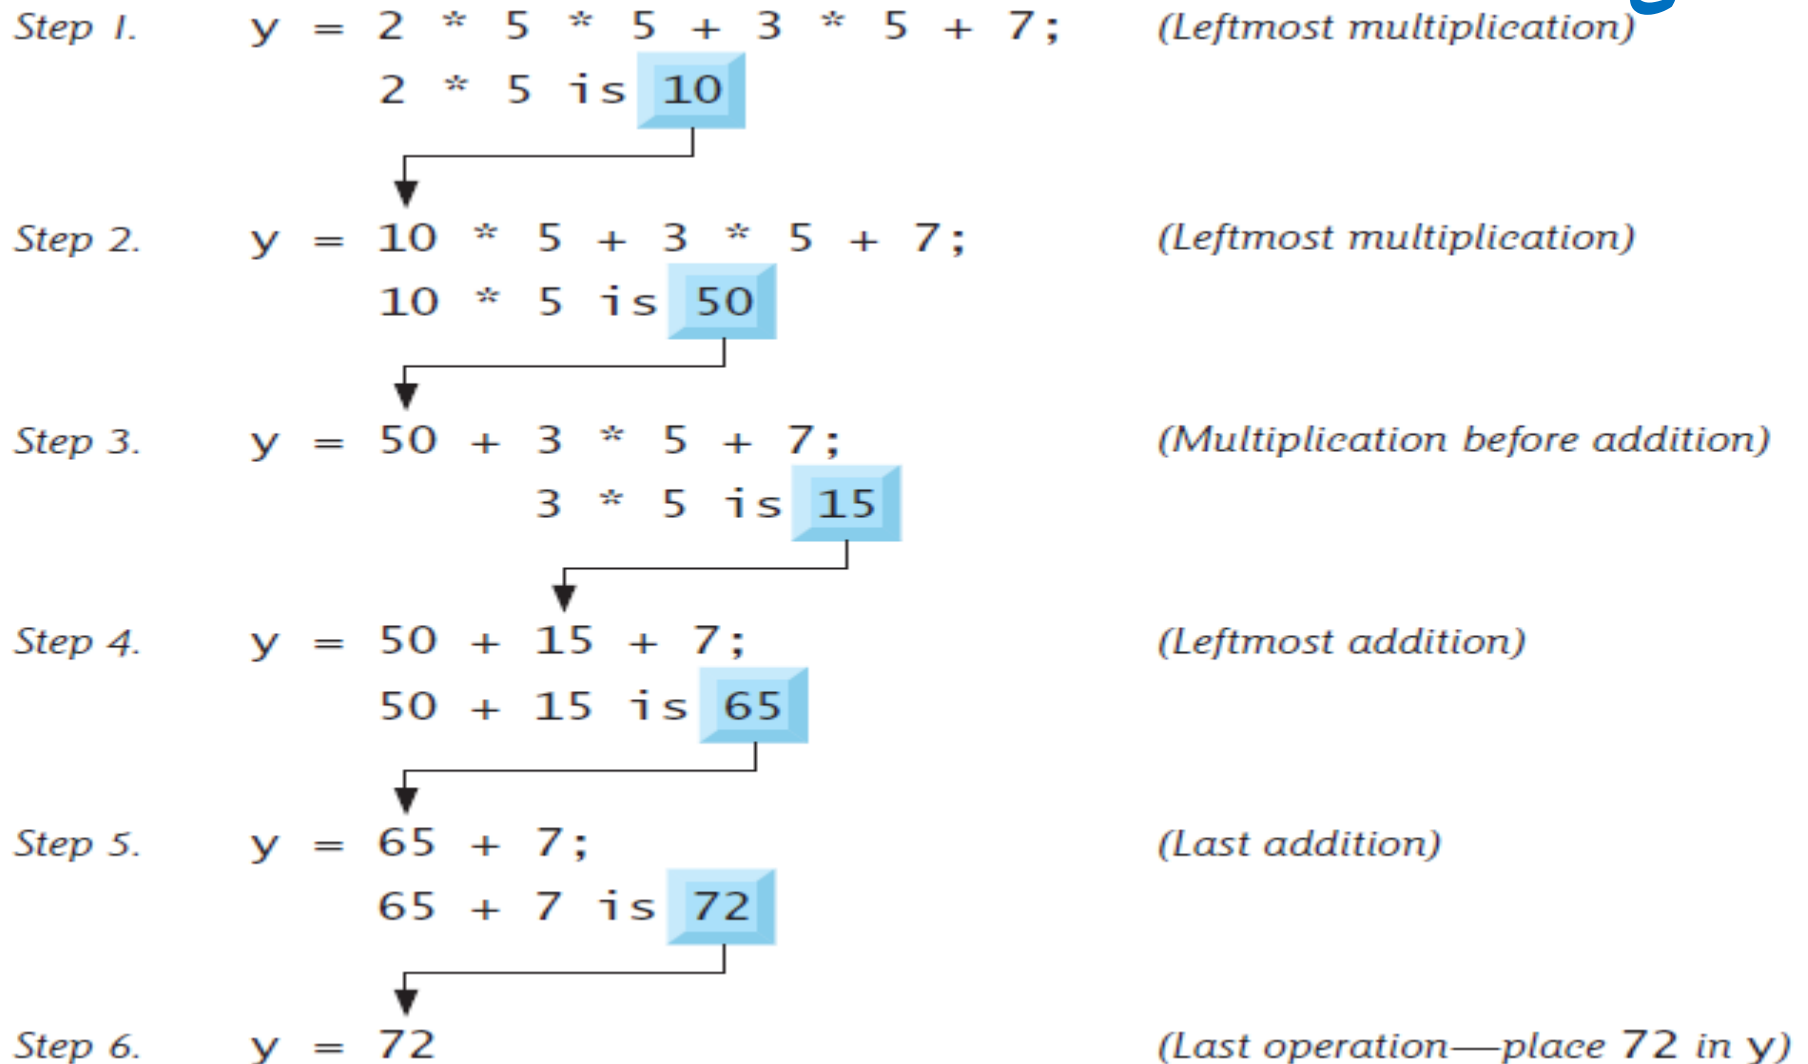 Step 1. y = 2 * 5 * 5 + 3 * 5 + 7; (Leftmost multiplication)
2 * 5 is 10
Step 2. y = 10 * 5 + 3 * 5 + 7; (Leftmost multiplication)
10 * 5 is 50
Step 3. y = 50 + 3 * 5 + 7; (Multiplication before addition)
3 * 5 is 15
Step 4. y = 50 + 15 + 7; (Leftmost addition)
50 + 15 is 65
Step 5. y = 65 + 7; (Last addition)
65 + 7 is 72
Step 6. y = 72 (Last operation—place 72 in y)